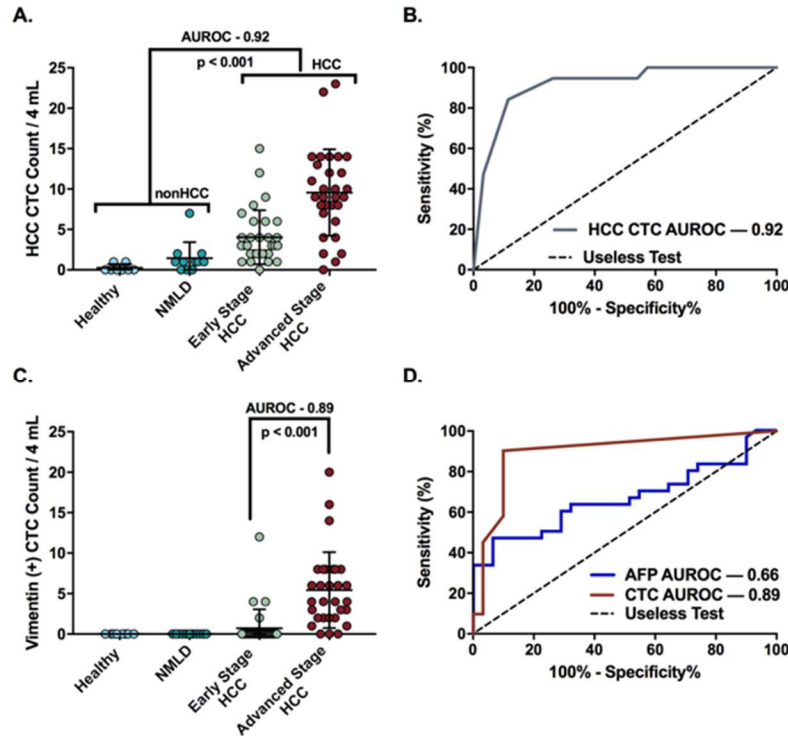 A.
AUROC - 0.92
p < 0.001
HCC
nonHCC
HCC CTC Count / 4 mL
25
20
15
10
5
0
Healthy
NMLD
Early Stage
HCC
Advanced Stage
HCC
B.
Sensitivity (%)
100
80
60
40
20
0
HCC CTC AUROC — 0.92
Useless Test
0
20
40
60
80
100
100% - Specificity%
C.
AUROC - 0.89
p < 0.001
Vimentin (+) CTC Count / 4 mL
25
20
15
10
5
0
Healthy
NMLD
Early Stage
HCC
Advanced Stage
HCC
D.
Sensitivity (%)
100
80
60
40
20
0
AFP AUROC — 0.66
CTC AUROC — 0.89
Useless Test
0
20
40
60
80
100
100% - Specificity%